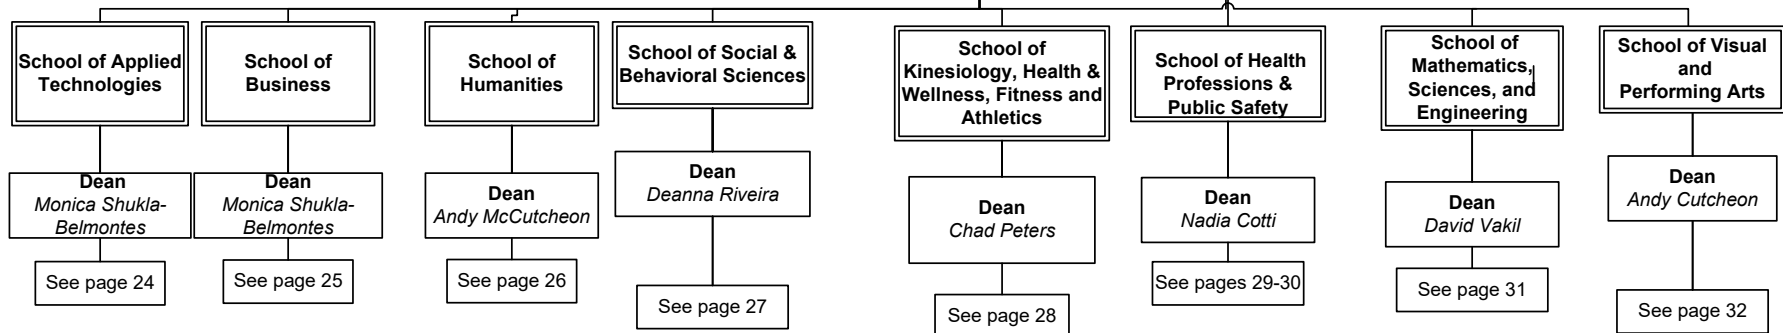 School of Applied
Technologies
Dean
Monica Shukla-
Belmontes
See page 24
School of
Business
Dean
Monica Shukla-
Belmontes
See page 25
School of
Humanities
Dean
Andy McCutcheon
See page 26
School of Social &
Behavioral Sciences
Dean
Deanna Riveira
See page 27
School of
Kinesiology, Health &
Wellness, Fitness and
Athletics
Dean
Chad Peters
See page 28
School of Health
Professions &
Public Safety
Dean
Nadia Cotti
See pages 29-30
School of
Mathematics,
Sciences, and
Engineering
Dean
David Vakil
See page 31
School of Visual
and
Performing Arts
Dean
Andy Cutcheon
See page 32